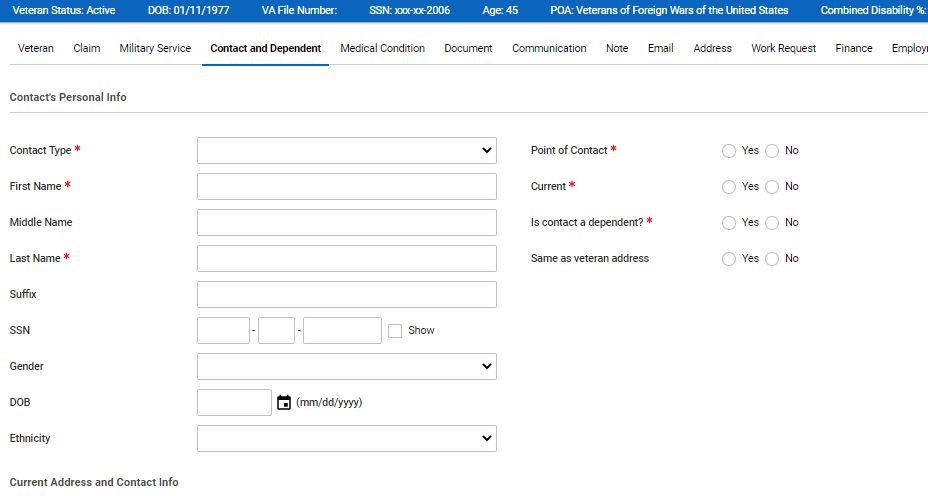 Veteran Status: Active DOB: 01/11/1977 VA File Number: SSN: xxx-xx-2006 Age: 45 POA: Veterans of Foreign Wars of the United States Combined Disability %:
Veteran Claim Military Service Contact and Dependent Medical Condition Document Communication Note Email Address Work Request Finance Employ
Contact's Personal Info
Contact Type * Point of Contact * Yes No
First Name * Current * Yes No
Middle Name Is contact a dependent? * Yes No
Last Name * Same as veteran address Yes No
Suffix
SSN - - Show
Gender
DOB (mm/dd/yyyy)
Ethnicity
Current Address and Contact Info